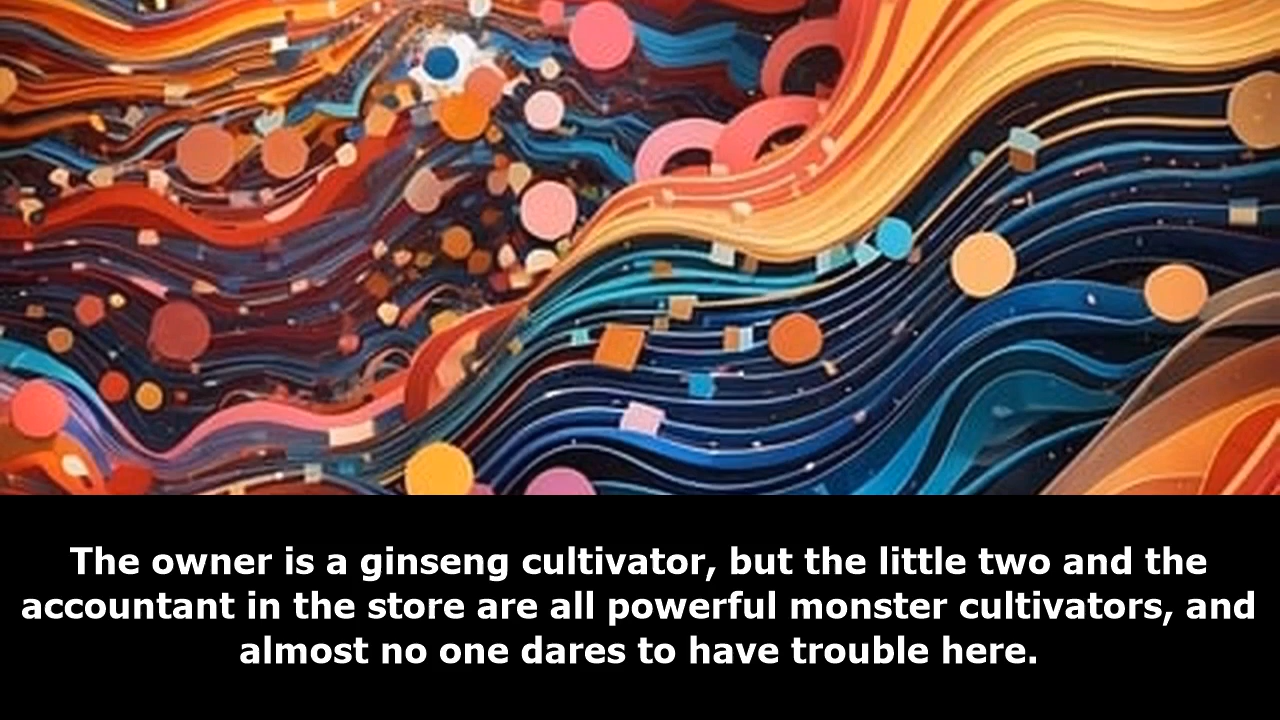 The owner is a ginseng cultivator, but the little two and the
accountant in the store are all powerful monster cultivators, and
almost no one dares to have trouble here.